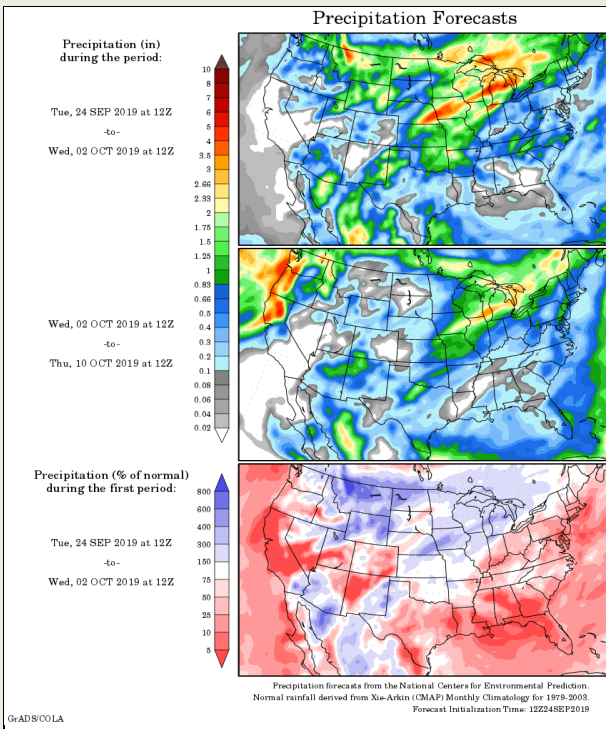 Precipitation Forecasts
Precipitation (in)
during the period:
Tue, 24 SEP 2019 at 12Z
-to-
Wed, 02 OCT 2019 at 12Z
10
8
7
6
5
4
3.5
3
2.66
2.33
2
1.75
1.5
1.25
1
0.83
0.66
0.5
0.4
0.3
0.2
0.1
0.08
0.06
0.04
0.02
Wed, 02 OCT 2019 at 12Z
-to-
Thu, 10 OCT 2019 at 12Z
Precipitation (% of normal)
during the first period:
Tue, 24 SEP 2019 at 12Z
-to-
Wed, 02 OCT 2019 at 12Z
800
600
400
300
150
75
50
25
10
5
Precipitation forecasts from the National Centers for Environmental Prediction.
Normal rainfall derived from Xie-Arkin (CMAP) Monthly Climatology for 1979-2003.
Forecast Initialization Time: 12Z24SEP2019
GrADS/COLA